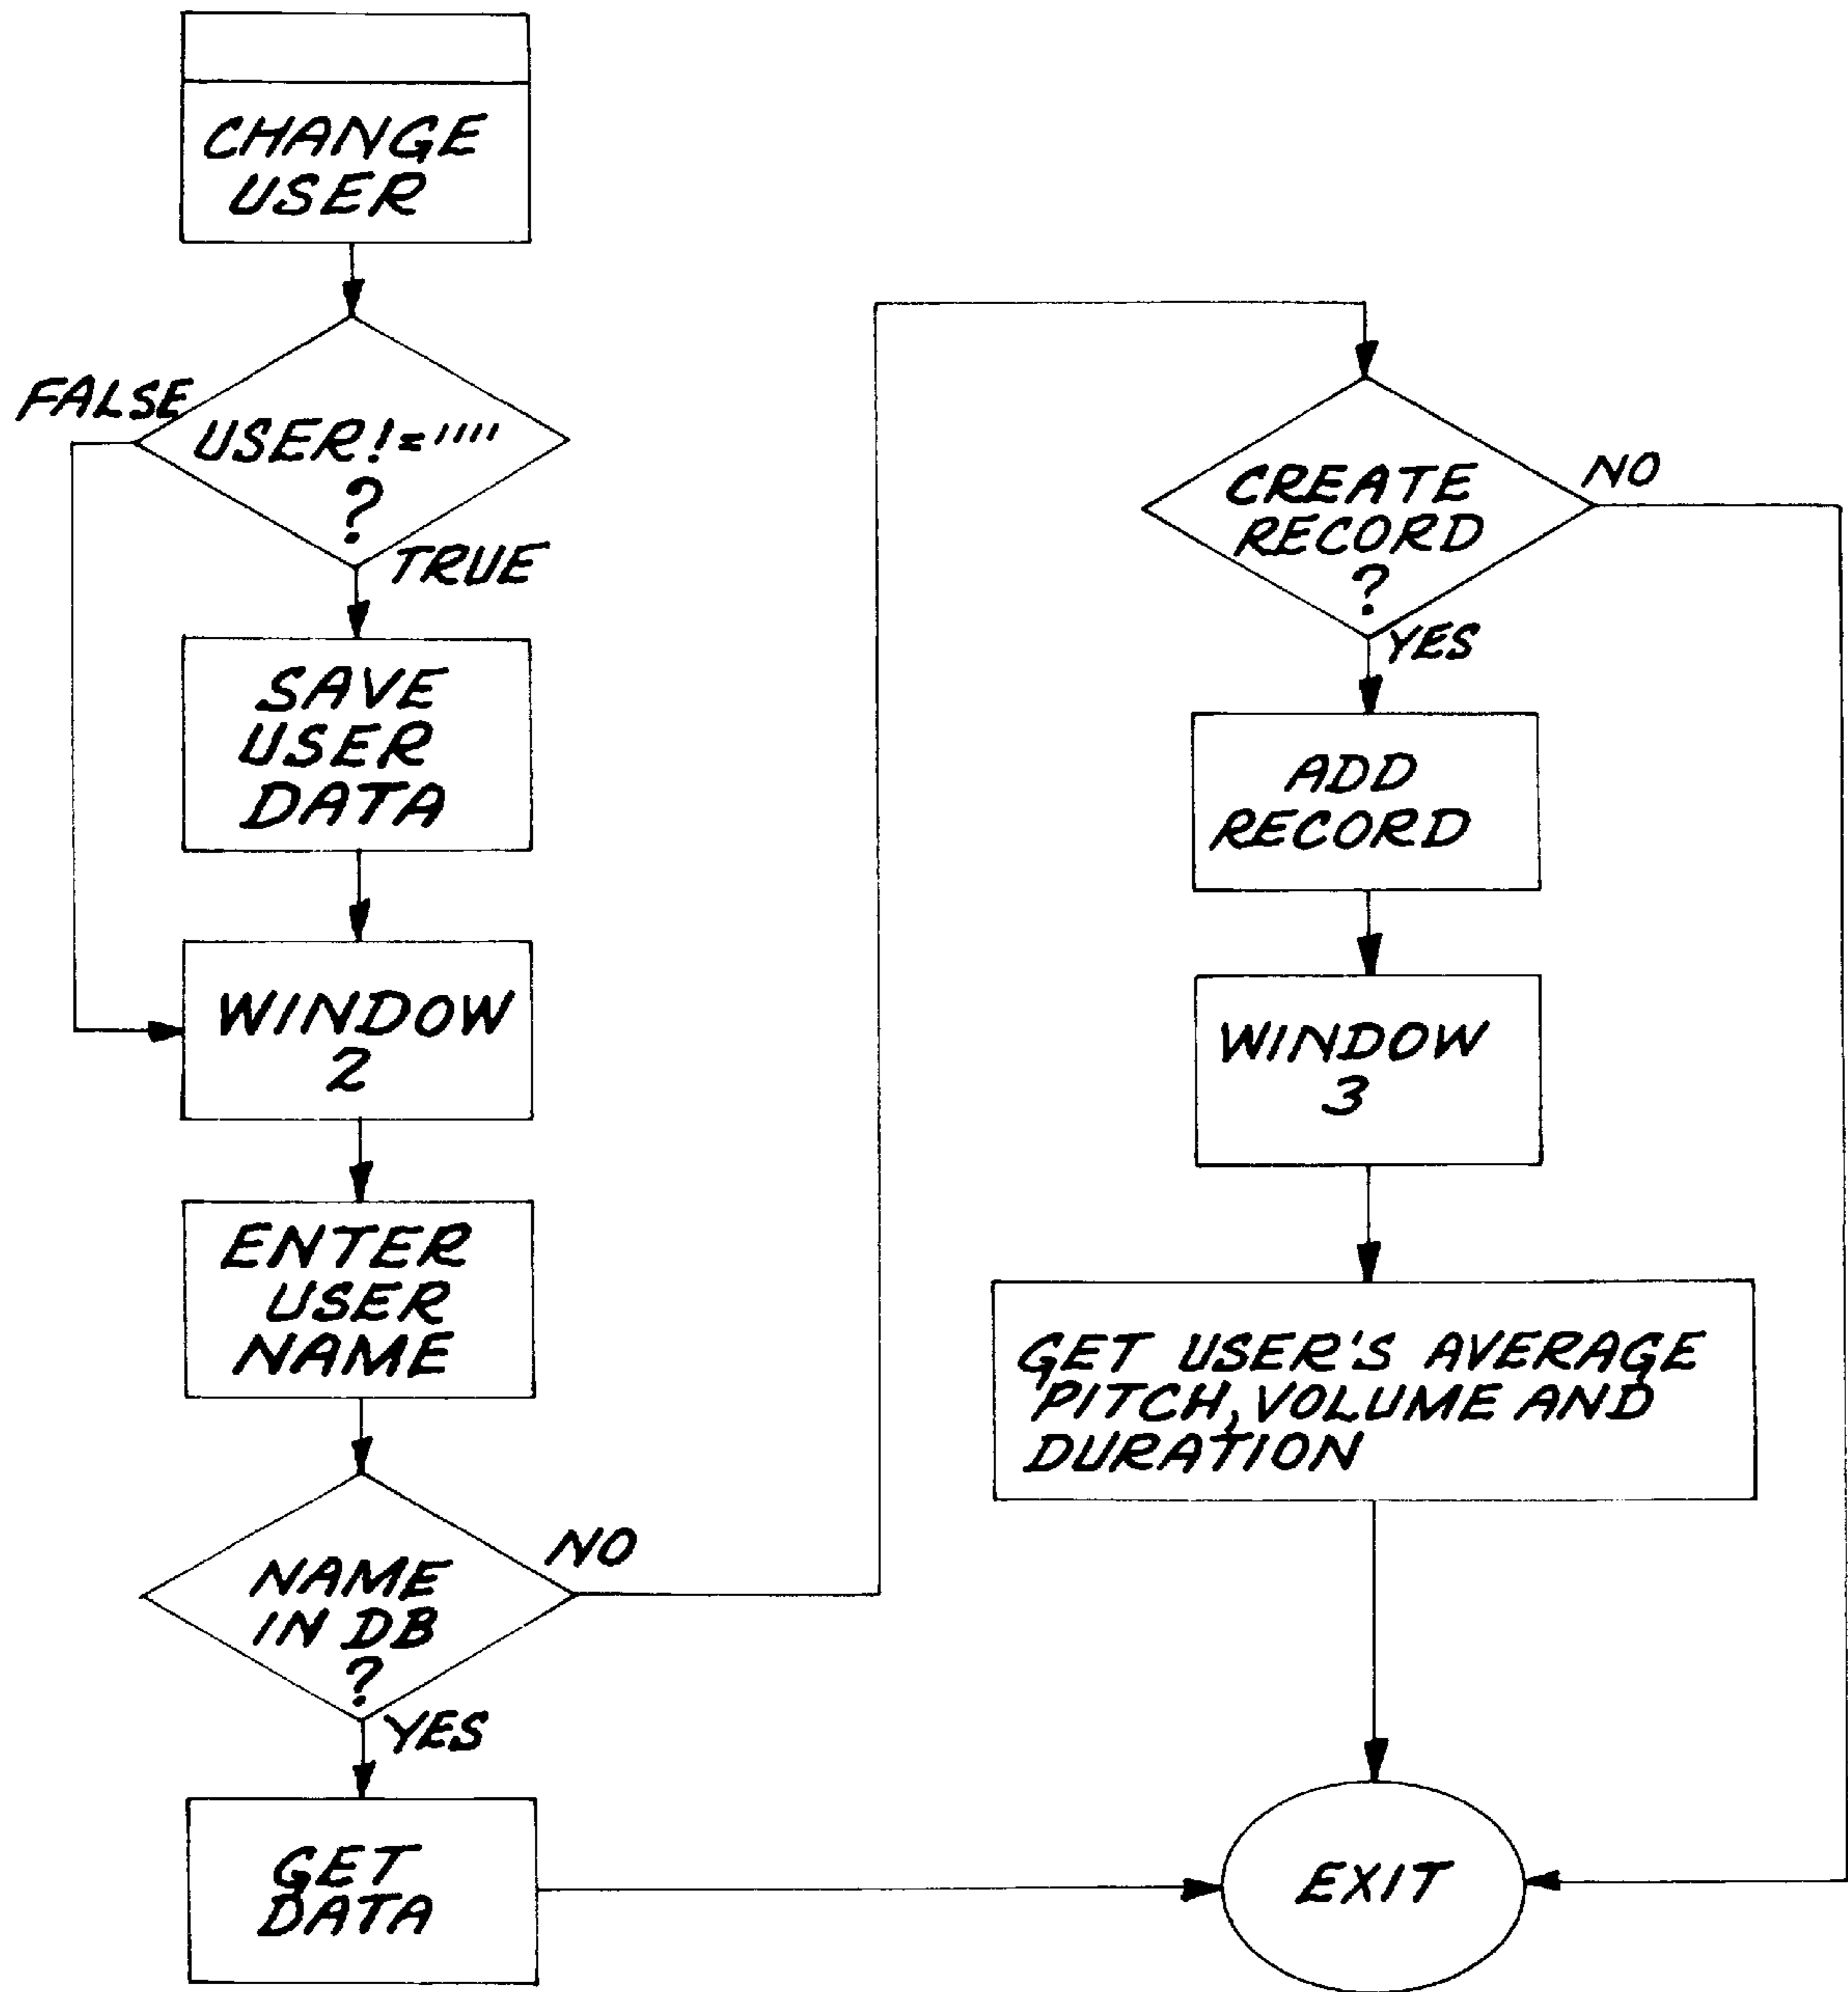 CHANGE
USER
FALSE
USER!=""
?
TRUE
SAVE
USER
DATA
WINDOW
2
ENTER
USER
NAME
NAME
IN DB
?
NO
YES
GET
DATA
CREATE
RECORD
?
NO
YES
ADD
RECORD
WINDOW
3
GET USER'S AVERAGE
PITCH, VOLUME AND
DURATION
EXIT